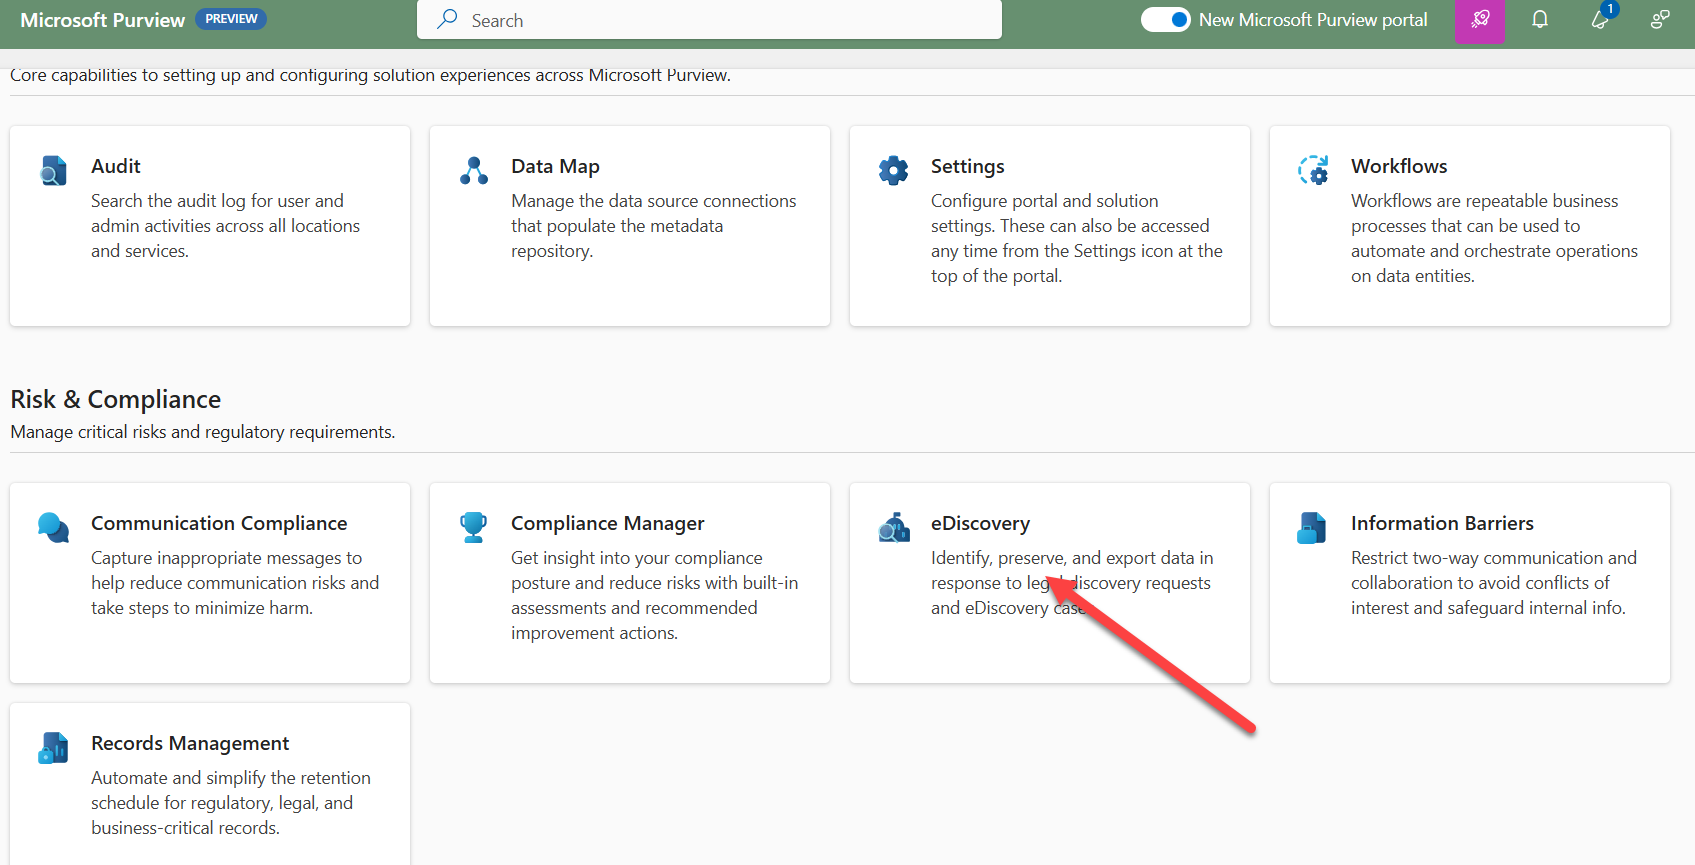 Microsoft Purview PREVIEW
Search
New Microsoft Purview portal
1
Core capabilities to setting up and configuring solution experiences across Microsoft Purview.
Audit
Search the audit log for user and
admin activities across all locations
and services.
Data Map
Manage the data source connections
that populate the metadata
repository.
Settings
Configure portal and solution
settings. These can also be accessed
any time from the Settings icon at the
top of the portal.
Workflows
Workflows are repeatable business
processes that can be used to
automate and orchestrate operations
on data entities.
Risk & Compliance
Manage critical risks and regulatory requirements.
Communication Compliance
Capture inappropriate messages to
help reduce communication risks and
take steps to minimize harm.
Compliance Manager
Get insight into your compliance
posture and reduce risks with built-in
assessments and recommended
improvement actions.
eDiscovery
Identify, preserve, and export data in
response to legal discovery requests
and eDiscovery case
Information Barriers
Restrict two-way communication and
collaboration to avoid conflicts of
interest and safeguard internal info.
Records Management
Automate and simplify the retention
schedule for regulatory, legal, and
business-critical records.